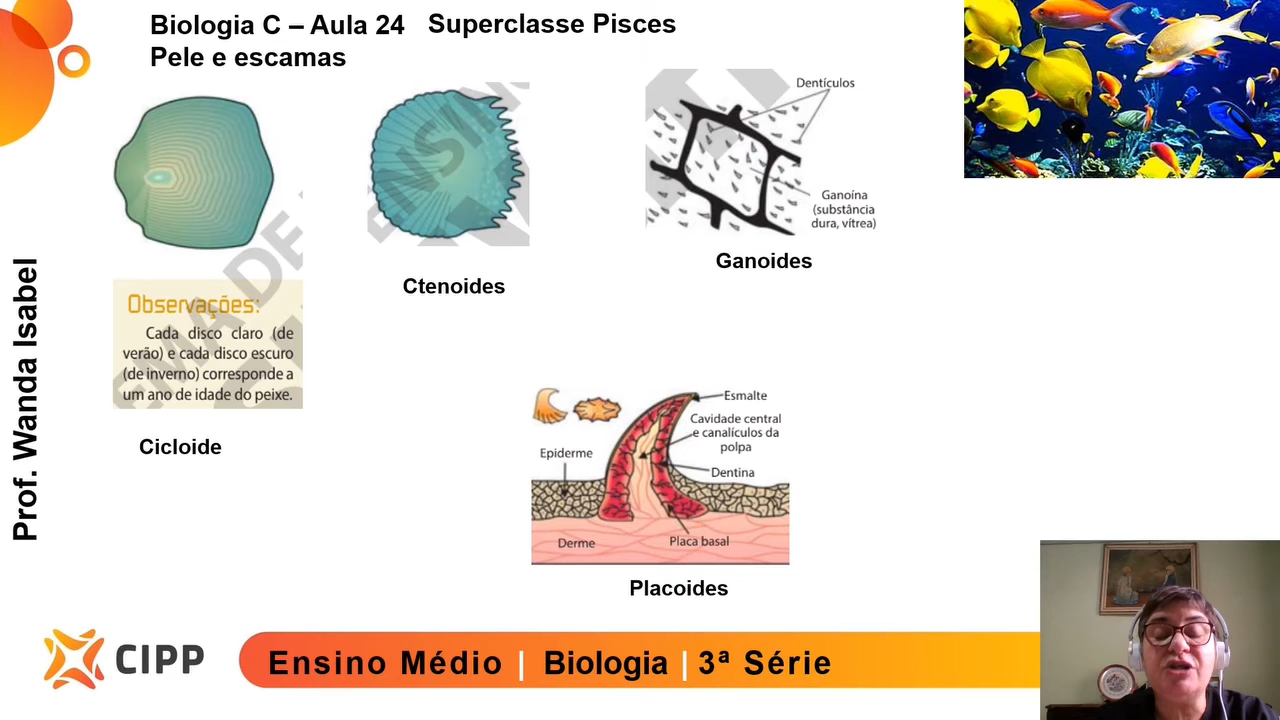 Biologia C – Aula 24 Superclasse Pisces
Pele e escamas
Dentículos
Ganoína
(substância
dura, vítrea)
Ganoides
Ctenoides
Observações:
Cada disco claro (de
verão) e cada disco escuro
(de inverno) corresponde a
um ano de idade do peixe.
Cicloide
Esmalte
Cavidade central
e canalículos da
polpa
Epiderme
Dentina
Derme
Placa basal
Placoides
Prof. Wanda Isabel
CIPP
Ensino Médio | Biologia | 3ª Série